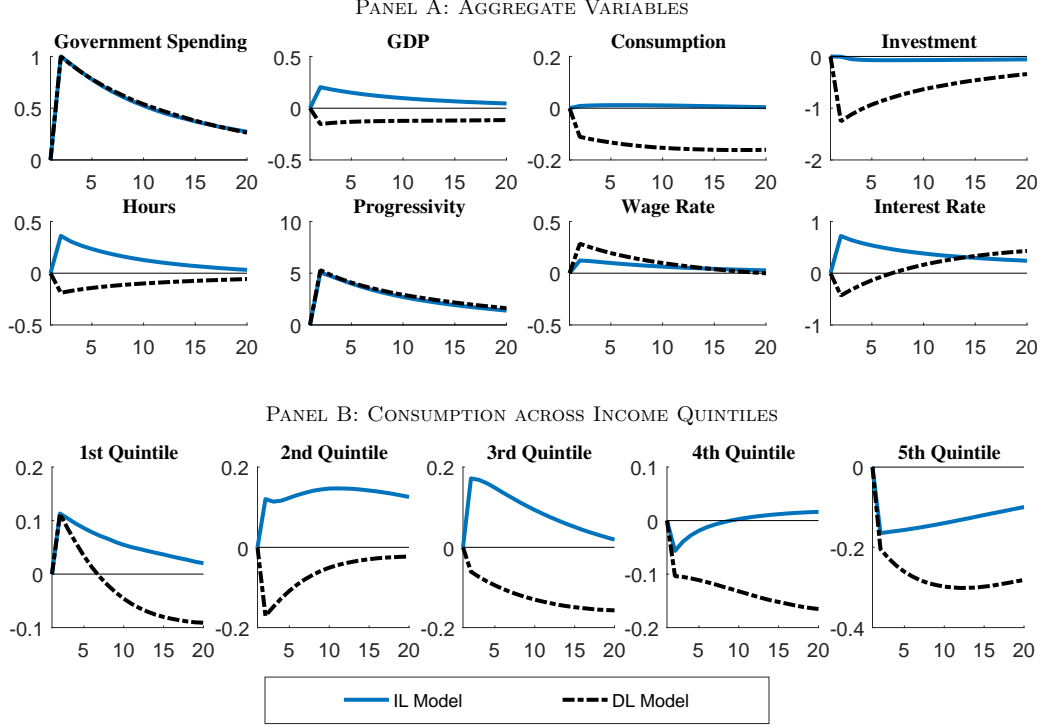 PANEL A: AGGREGATE VARIABLES
Government Spending GDP Consumption Investment
1 0.5 0
5 10 15 20
0.5 0 -0.5
5 10 15 20
0.2 0 -0.2
5 10 15 20
0 -1 -2
5 10 15 20
Hours Progressivity Wage Rate Interest Rate
0.5 0 -0.5
5 10 15 20
10 5 0
5 10 15 20
0.5 0 -0.5
5 10 15 20
1 0 -1
5 10 15 20
PANEL B: CONSUMPTION ACROSS INCOME QUINTILES
1st Quintile 2nd Quintile 3rd Quintile 4th Quintile 5th Quintile
0.2 0.1 0 -0.1
5 10 15 20
0.2 0 -0.2
5 10 15 20
0.2 0 -0.2
5 10 15 20
0.1 0 -0.1 -0.2
5 10 15 20
0 -0.2 -0.4
5 10 15 20
IL Model DL Model